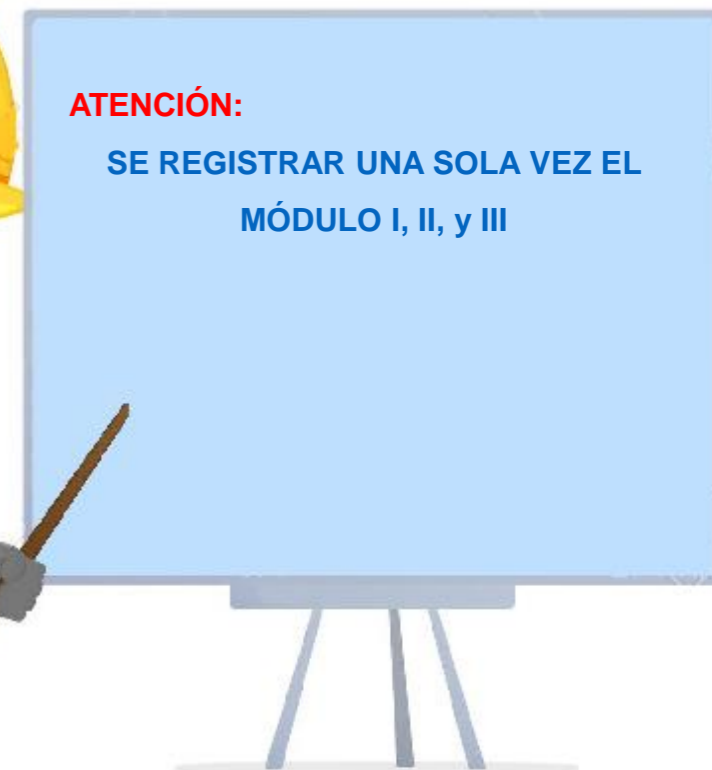 ATENCIÓN:
SE REGISTRAR UNA SOLA VEZ EL
MÓDULO I, II, y III